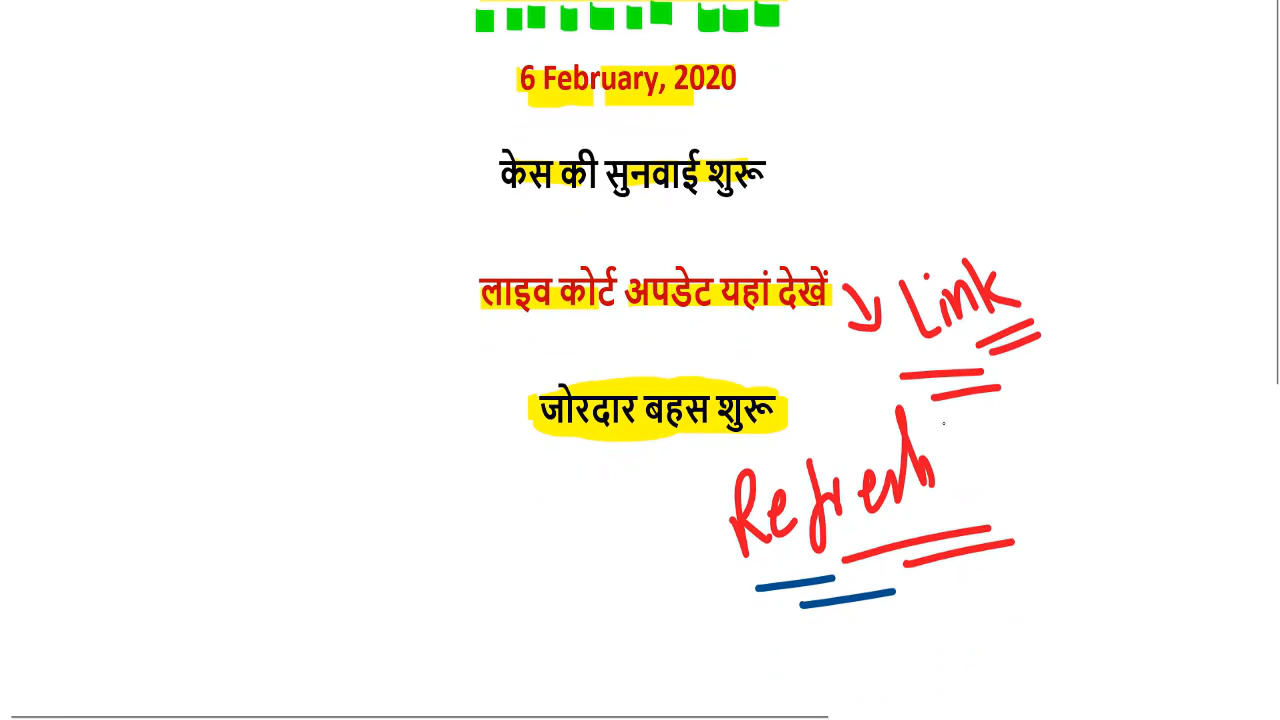 6 February, 2020
केस की सुनवाई शुरू
लाइव कोर्ट अपडेट यहां देखें
Link
जोरदार बहस शुरू
Refresh